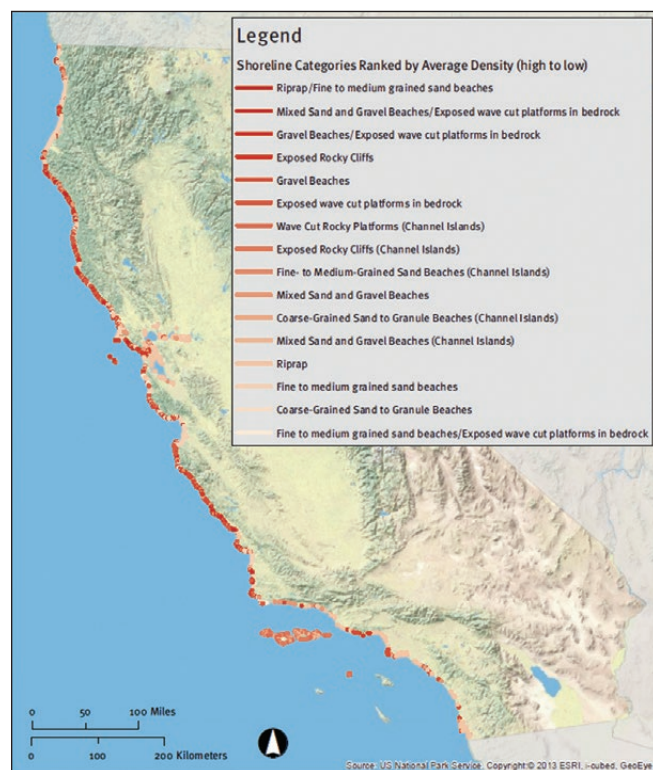 Legend
Shoreline Categories Ranked by Average Density (high to low)
Riprap/Fine to medium grained sand beaches
Mixed Sand and Gravel Beaches/Exposed wave cut platforms in bedrock
Gravel Beaches/Exposed wave cut platforms in bedrock
Exposed Rocky Cliffs
Gravel Beaches
Exposed wave cut platforms in bedrock
Wave Cut Rocky Platforms (Channel Islands)
Exposed Rocky Cliffs (Channel Islands)
Fine- to Medium-Grained Sand Beaches (Channel Islands)
Mixed Sand and Gravel Beaches
Coarse-Grained Sand to Granule Beaches (Channel Islands)
Mixed Sand and Gravel Beaches (Channel Islands)
Riprap
Fine to medium grained sand beaches
Coarse-Grained Sand to Granule Beaches
Fine to medium grained sand beaches/Exposed wave cut platforms in bedrock
0 50 100 Miles
0 100 200 Kilometers
Source: US National Park Service, Copyright:© 2013 ESRI, i-cubed, GeoEye